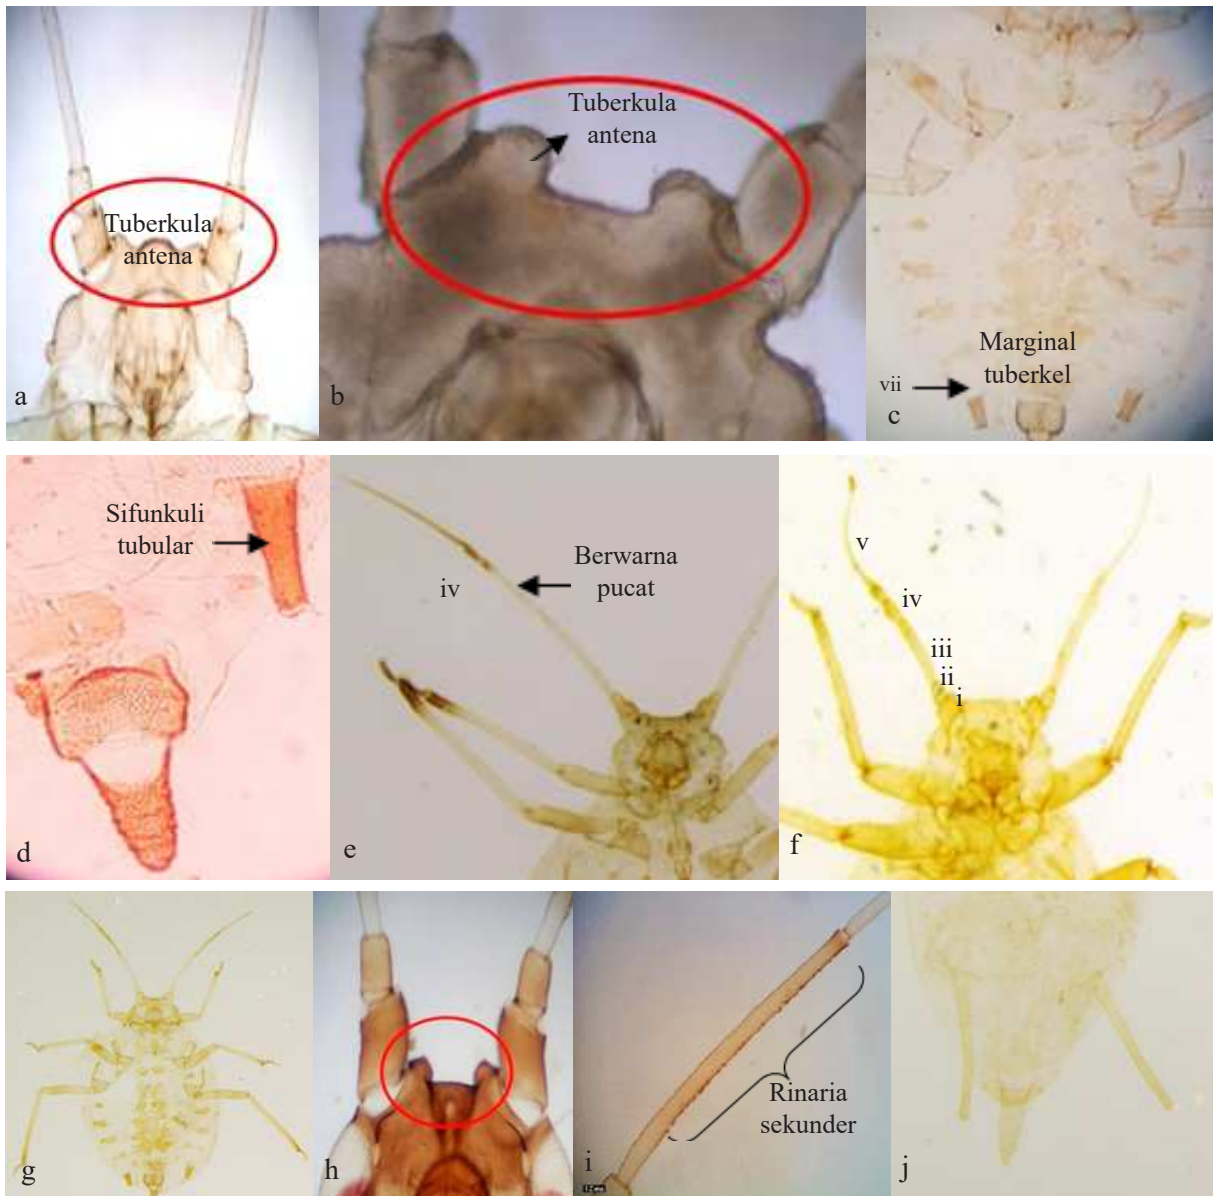 Tuberkula
antena
a
Tuberkula
antena
b
Marginal
tuberkel
vii
c
Sifunkuli
tubular
d
Berwarna
pucat
iv
e
v
iv
iii
ii
i
f
g
h
Rinaria
sekunder
i
j